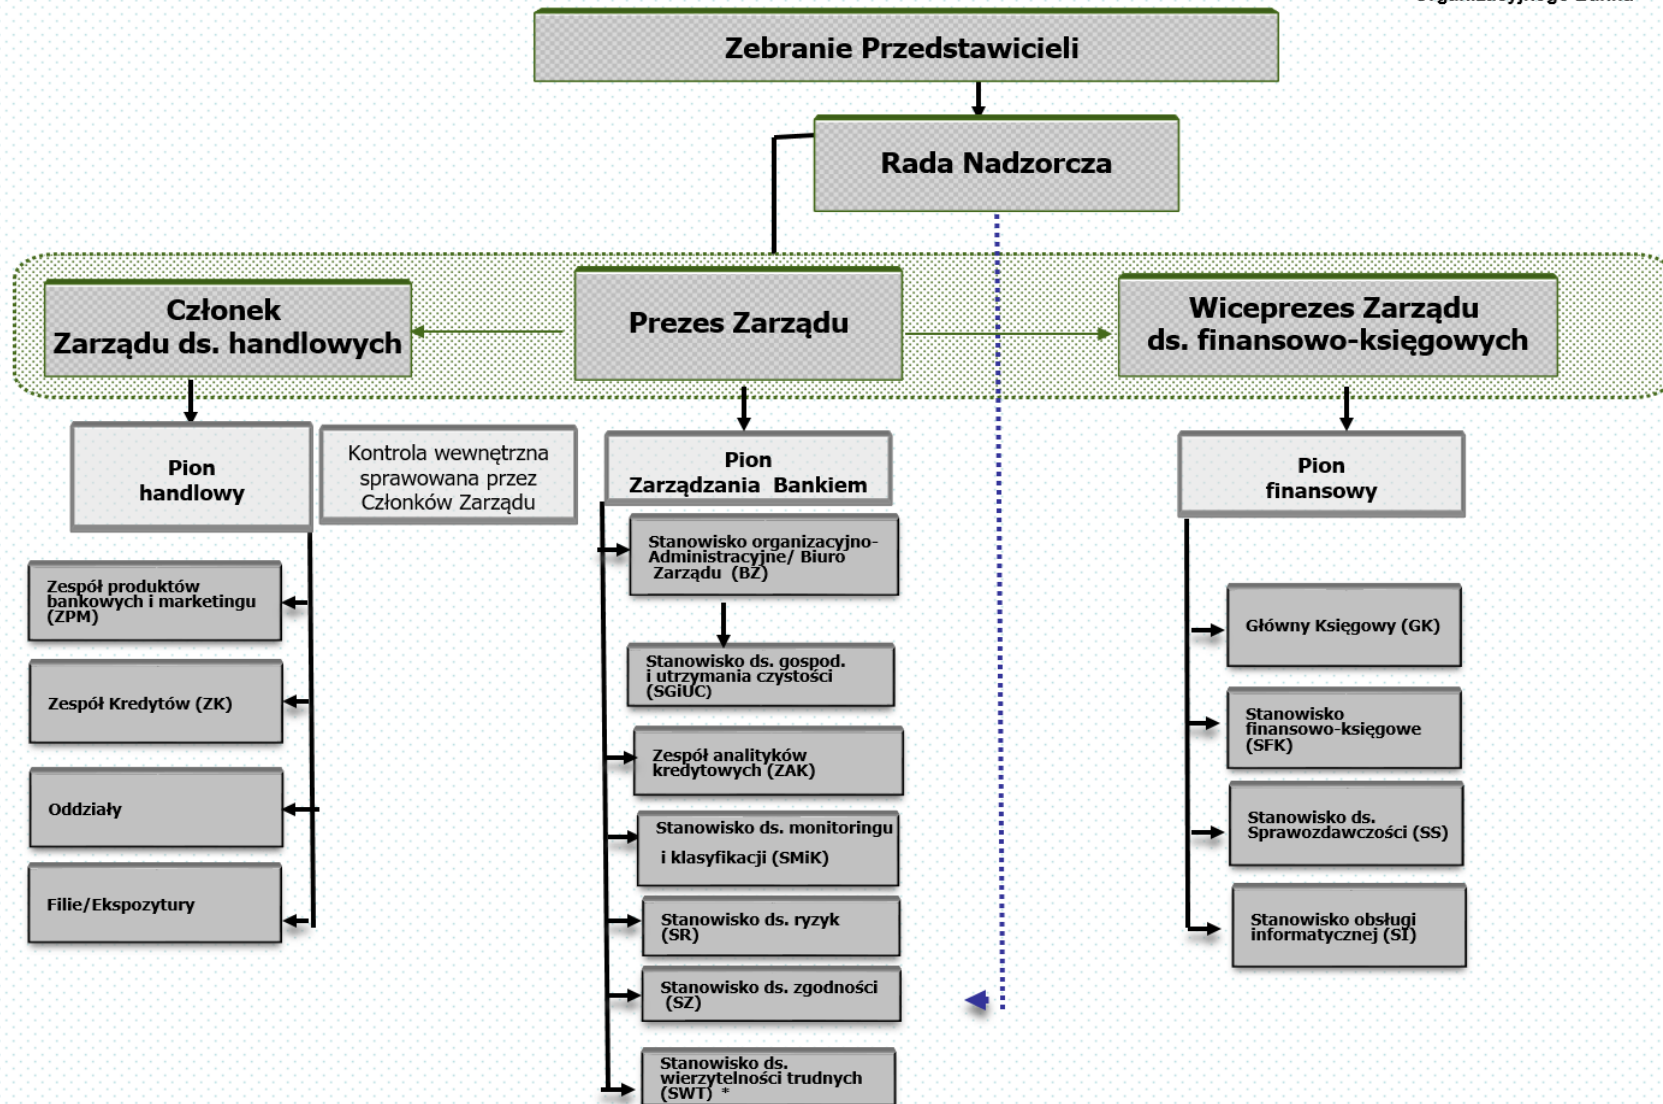 Zebranie Przedstawicieli
Rada Nadzorcza
Członek
Zarządu ds. handlowych
Prezes Zarządu
Wiceprezes Zarządu
ds. finansowo-księgowych
Pion
handlowy
Kontrola wewnętrzna
sprawowana przez
Członków Zarządu
Pion
Zarządzania Bankiem
Pion
finansowy
Zespół produktów
bankowych i marketingu
(ZPM)
Zespół Kredytów (ZK)
Oddziały
Filie/Ekspozytury
Stanowisko organizacyjno-
Administracyjne/ Biuro
Zarządu (BZ)
Stanowisko ds. gospod.
i utrzymania czystości
(SGiUC)
Zespół analityków
kredytowych (ZAK)
Stanowisko ds. monitoringu
i klasyfikacji (SMiK)
Stanowisko ds. ryzyk
(SR)
Stanowisko ds. zgodności
(SZ)
Stanowisko ds.
wierzytelności trudnych
(SWT) *
Główny Księgowy (GK)
Stanowisko
finansowo-księgowe
(SFK)
Stanowisko ds.
Sprawozdawczości (SS)
Stanowisko obsługi
informatycznej (SI)